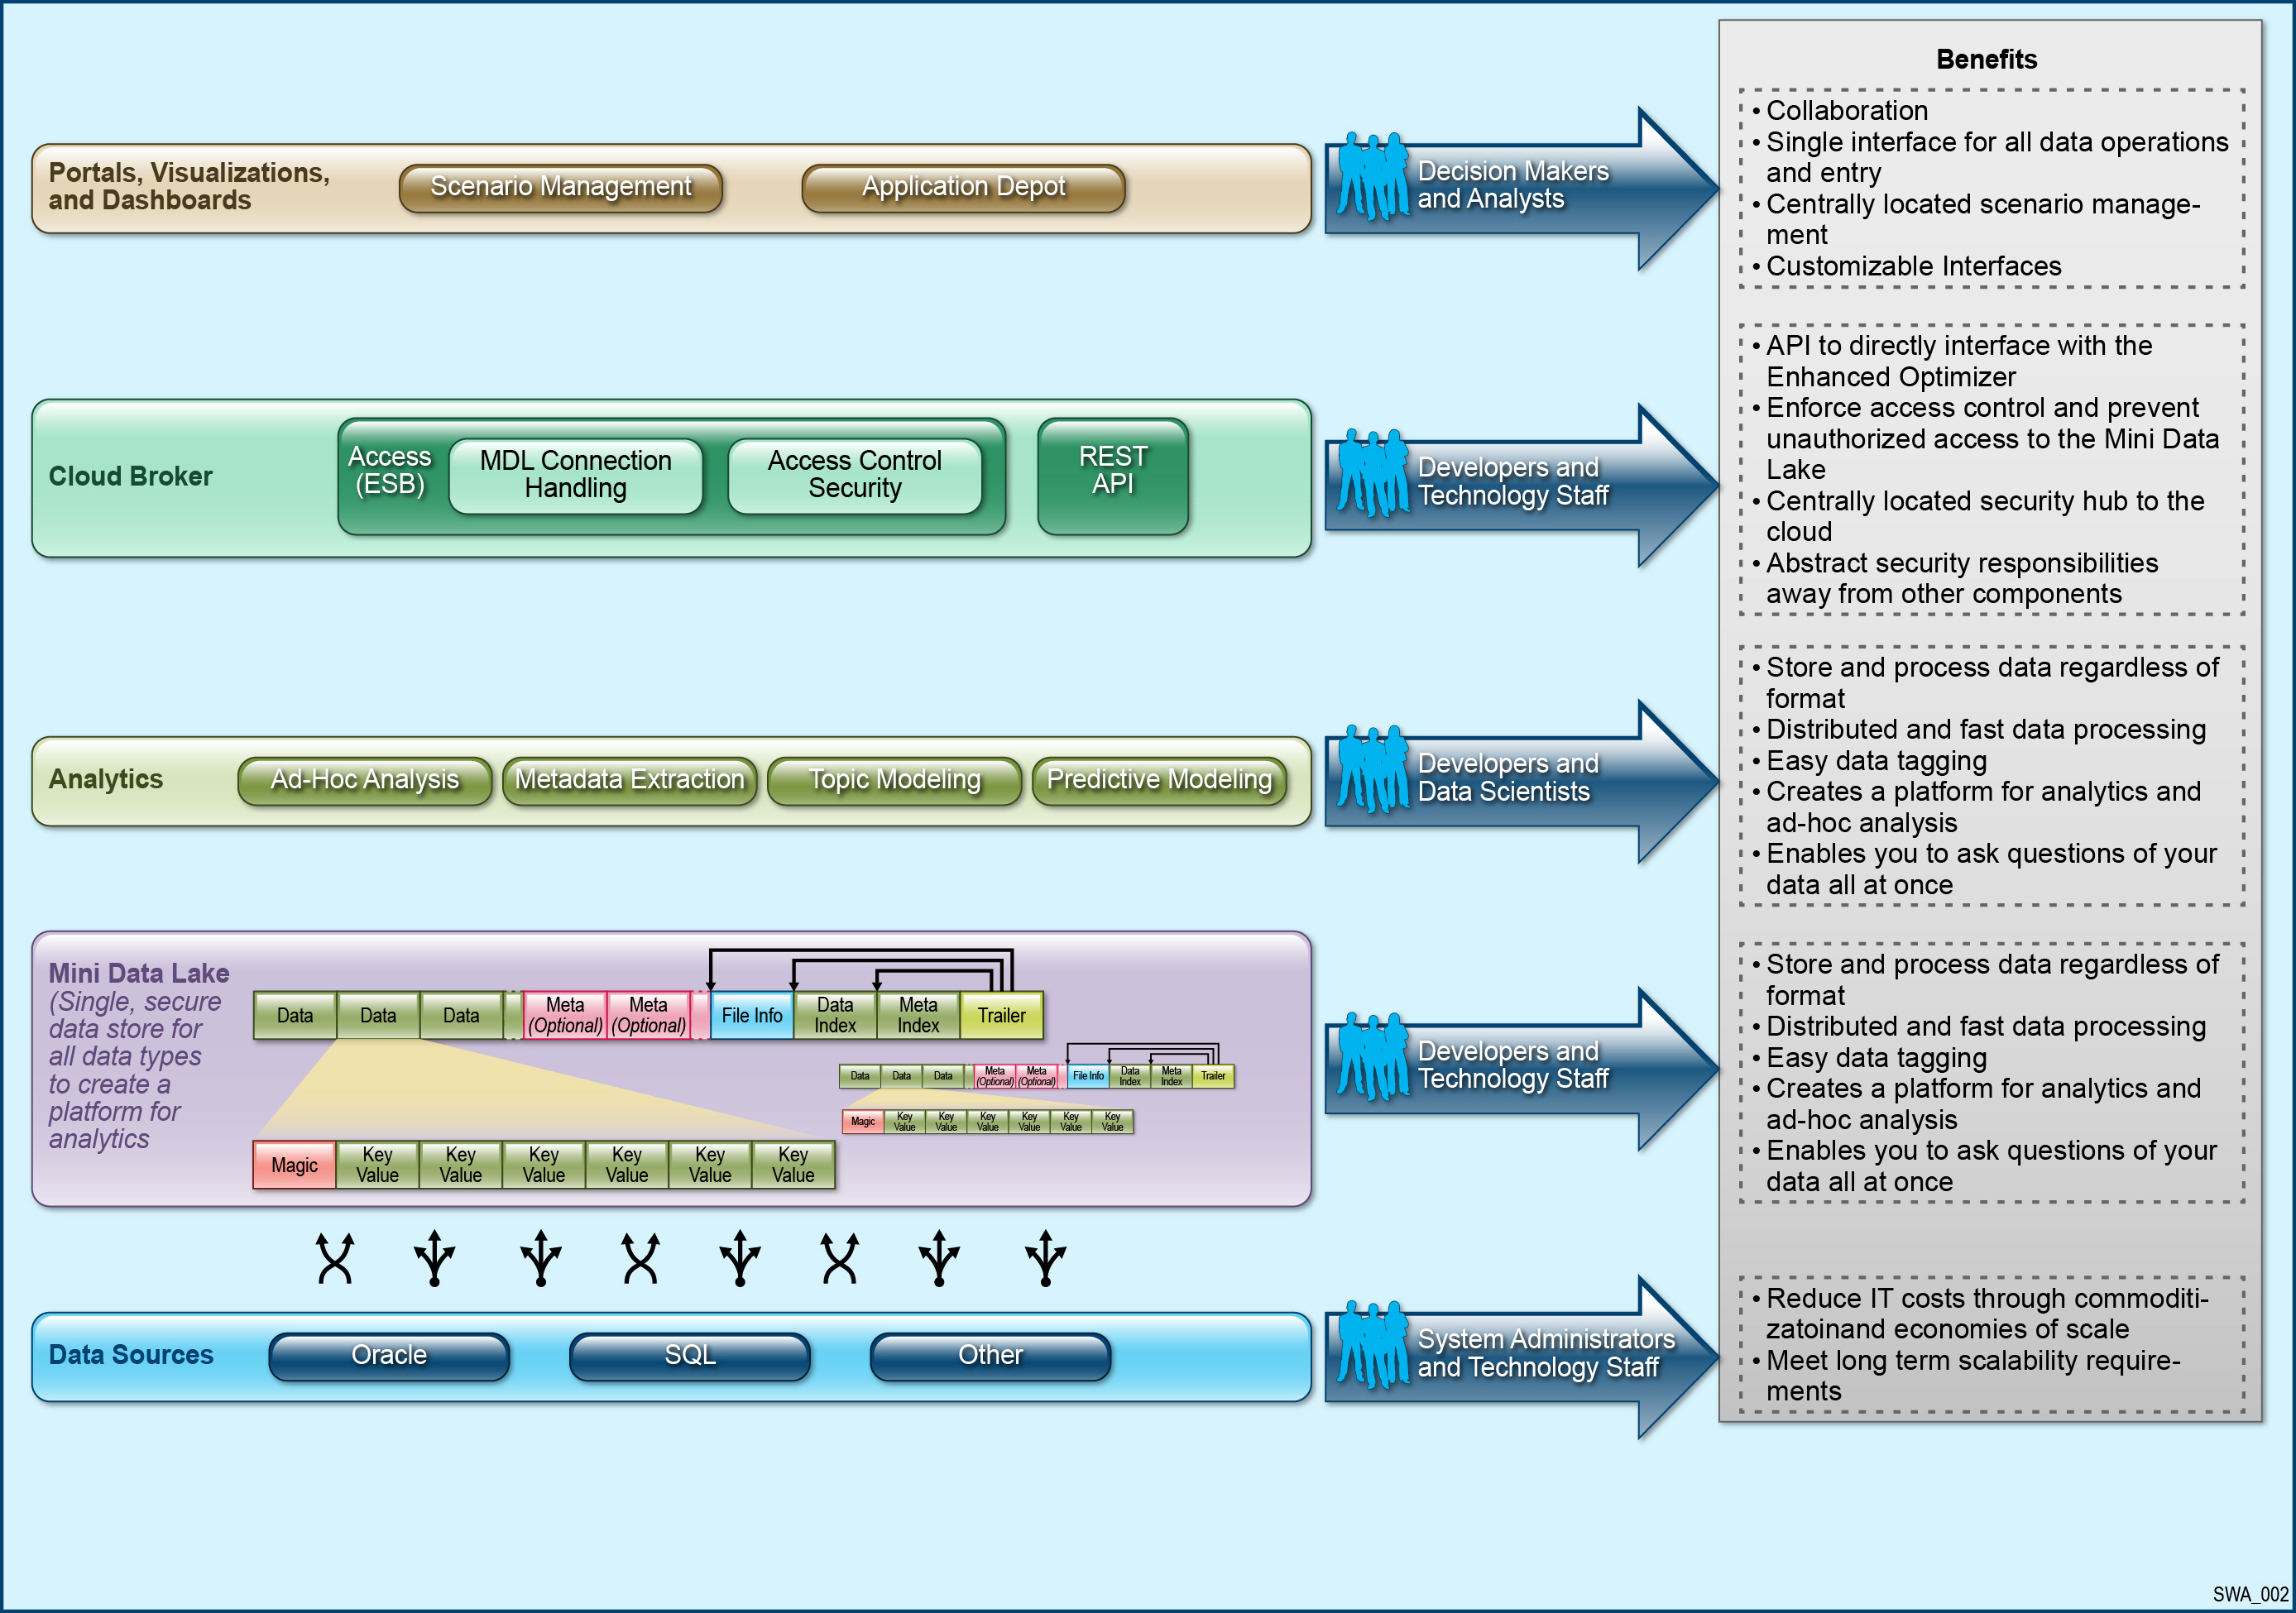 Benefits
Portals, Visualizations,
and Dashboards
Scenario Management
Application Depot
Decision Makers
and Analysts
• Collaboration
• Single interface for all data operations
and entry
• Centrally located scenario manage-
ment
• Customizable Interfaces
Cloud Broker
Access
(ESB)
MDL Connection
Handling
Access Control
Security
REST
API
Developers and
Technology Staff
• API to directly interface with the
Enhanced Optimizer
• Enforce access control and prevent
unauthorized access to the Mini Data
Lake
• Centrally located security hub to the
cloud
• Abstract security responsibilities
away from other components
Analytics
Ad-Hoc Analysis
Metadata Extraction
Topic Modeling
Predictive Modeling
Developers and
Data Scientists
• Store and process data regardless of
format
• Distributed and fast data processing
• Easy data tagging
• Creates a platform for analytics and
ad-hoc analysis
• Enables you to ask questions of your
data all at once
Mini Data Lake
(Single, secure
data store for
all data types
to create a
platform for
analytics
Data
Data
Data
Meta
(Optional)
Meta
(Optional)
File Info
Data
Index
Meta
Index
Trailer
Data
Data
Data
Meta
(Optional)
Meta
(Optional)
File Info
Data
Index
Meta
Index
Trailer
Magic
Key
Value
Key
Value
Key
Value
Key
Value
Key
Value
Key
Value
Magic
Key
Value
Key
Value
Key
Value
Key
Value
Key
Value
Key
Value
Developers and
Technology Staff
• Store and process data regardless of
format
• Distributed and fast data processing
• Easy data tagging
• Creates a platform for analytics and
ad-hoc analysis
• Enables you to ask questions of your
data all at once
Data Sources
Oracle
SQL
Other
System Administrators
and Technology Staff
• Reduce IT costs through commoditi-
zatoinand economies of scale
• Meet long term scalability require-
ments
SWA_002